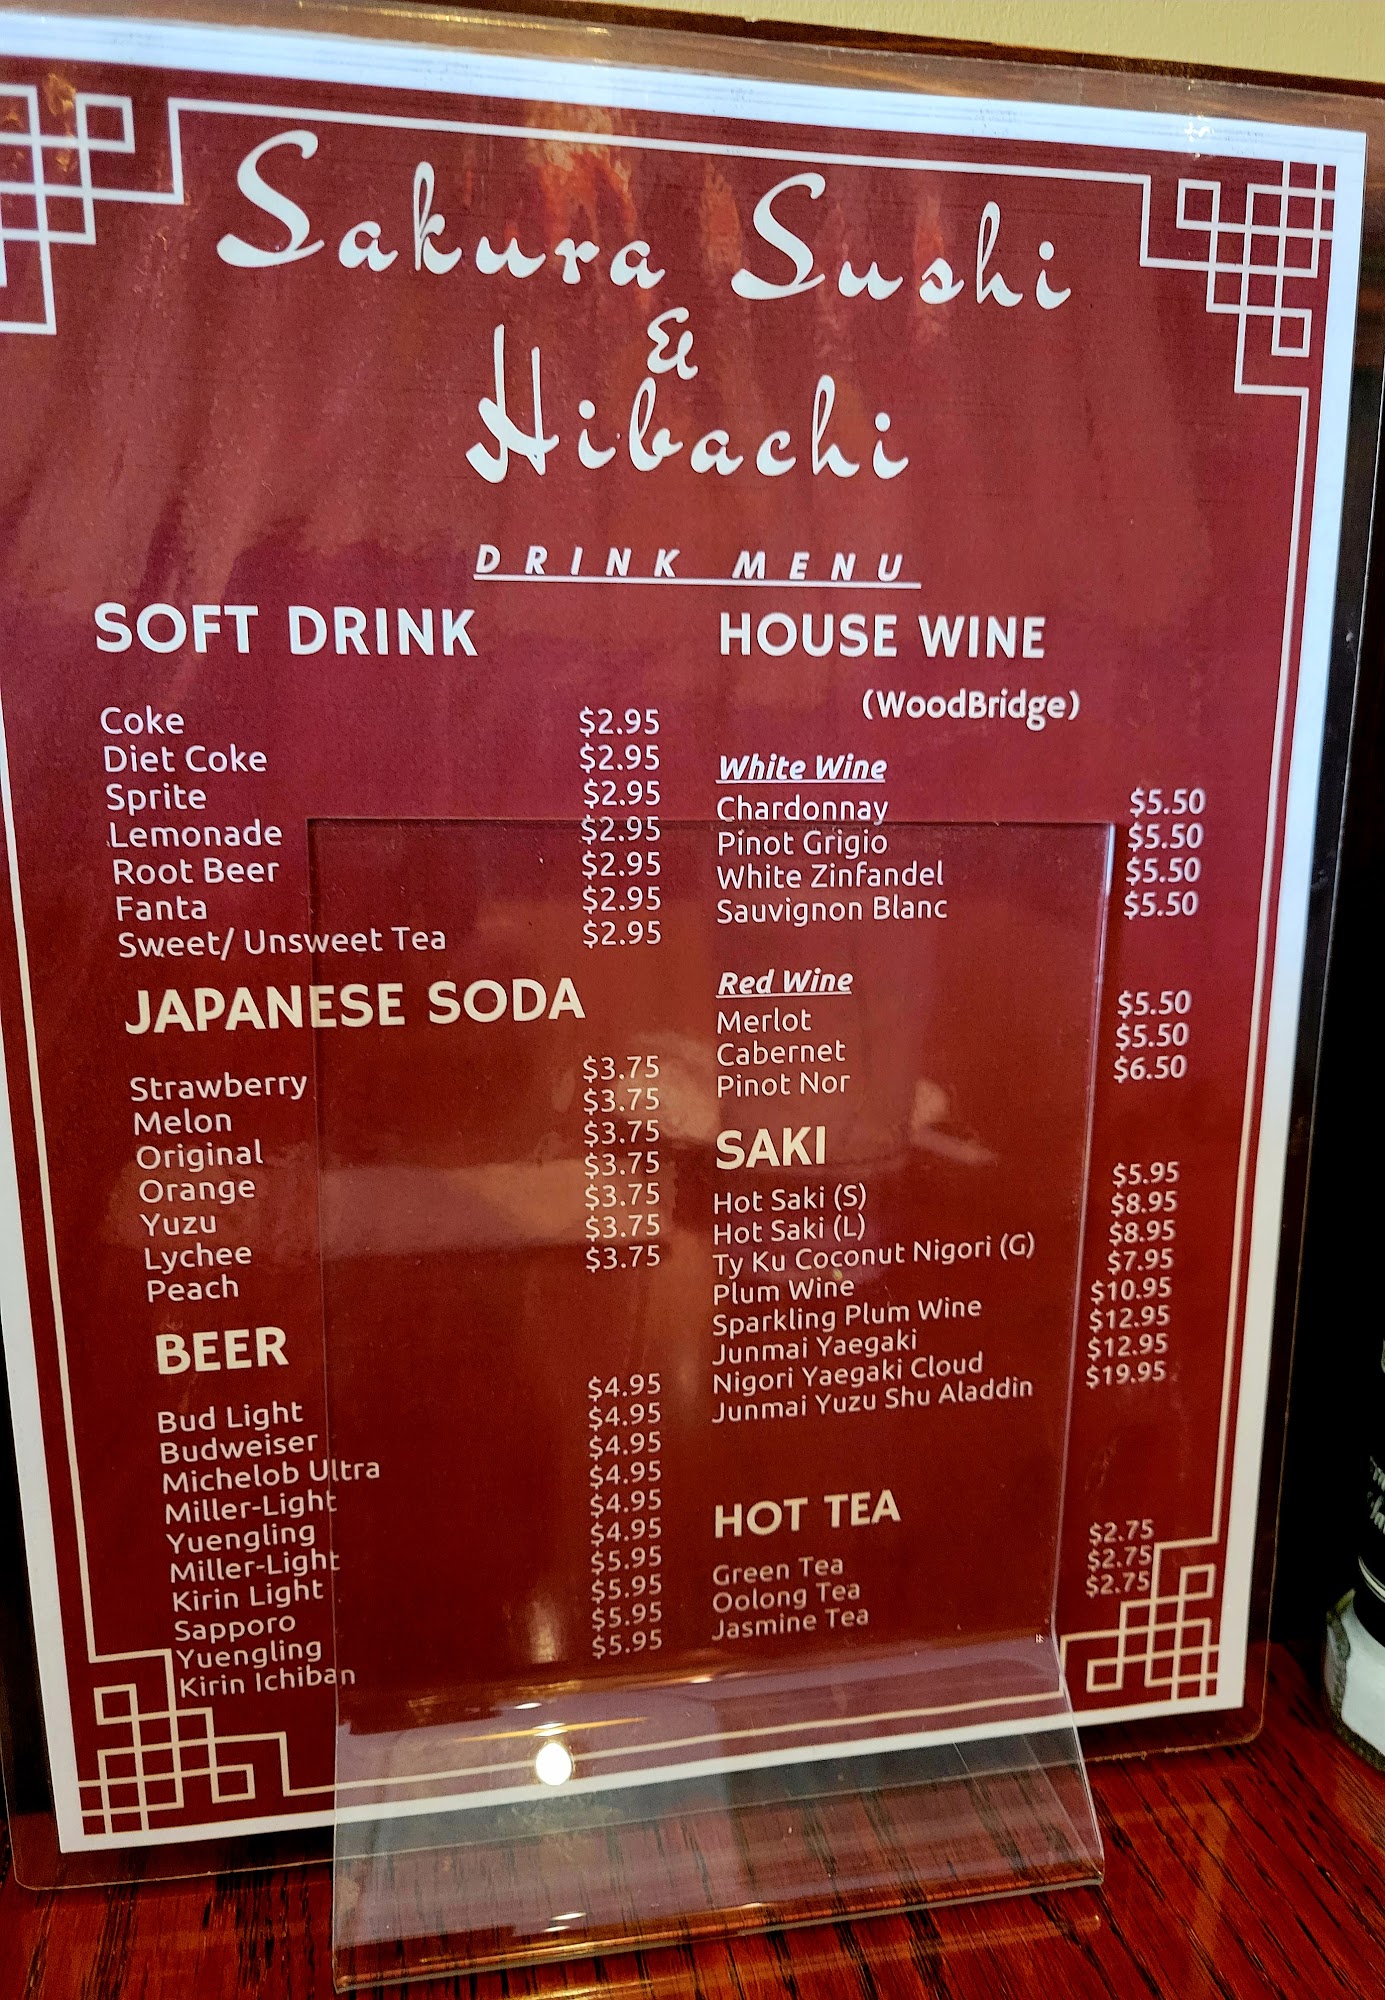 Sakura Sushi
&
Hibachi
DRINK MENU
SOFT DRINK
Coke $2.95
Diet Coke $2.95
Sprite $2.95
Lemonade $2.95
Root Beer $2.95
Fanta $2.95
Sweet/ Unsweet Tea $2.95
JAPANESE SODA
Strawberry $3.75
Melon $3.75
Original $3.75
Orange $3.75
Yuzu $3.75
Lychee $3.75
Peach $3.75
BEER
Bud Light $4.95
Budweiser $4.95
Michelob Ultra $4.95
Miller-Light $4.95
Yuengling $4.95
Miller-Light $4.95
Kirin Light $5.95
Sapporo $5.95
Yuengling $5.95
Kirin Ichiban $5.95
HOUSE WINE
(WoodBridge)
White Wine
Chardonnay $5.50
Pinot Grigio $5.50
White Zinfandel $5.50
Sauvignon Blanc $5.50
Red Wine
Merlot $5.50
Cabernet $5.50
Pinot Nor $6.50
SAKI
Hot Saki (S) $5.95
Hot Saki (L) $8.95
Ty Ku Coconut Nigori (G) $8.95
Plum Wine $7.95
Sparkling Plum Wine $10.95
Junmai Yaegaki $12.95
Nigori Yaegaki Cloud $12.95
Junmai Yuzu Shu Aladdin $19.95
HOT TEA
Green Tea $2.75
Oolong Tea $2.75
Jasmine Tea $2.75